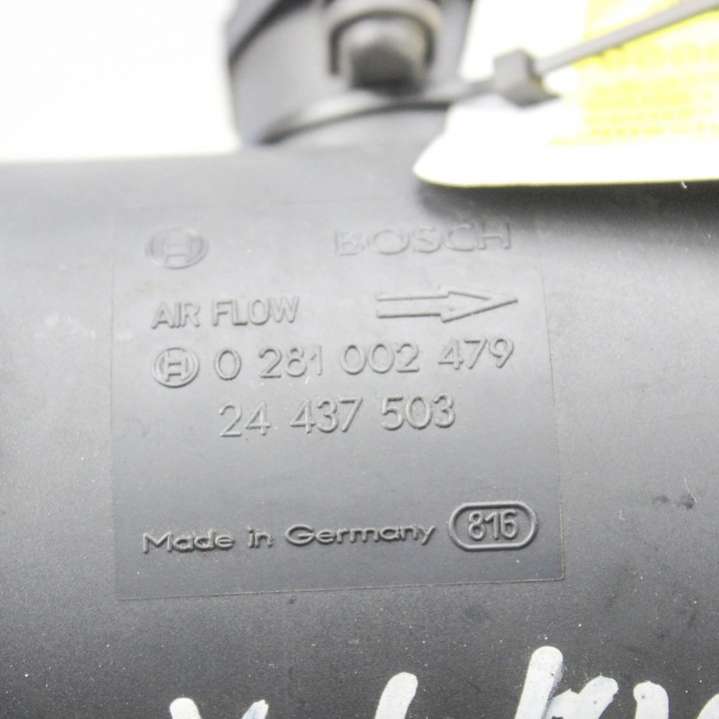 BOSCH
AIR FLOW
0 281 002 479
24 437 503
Made in Germany 816